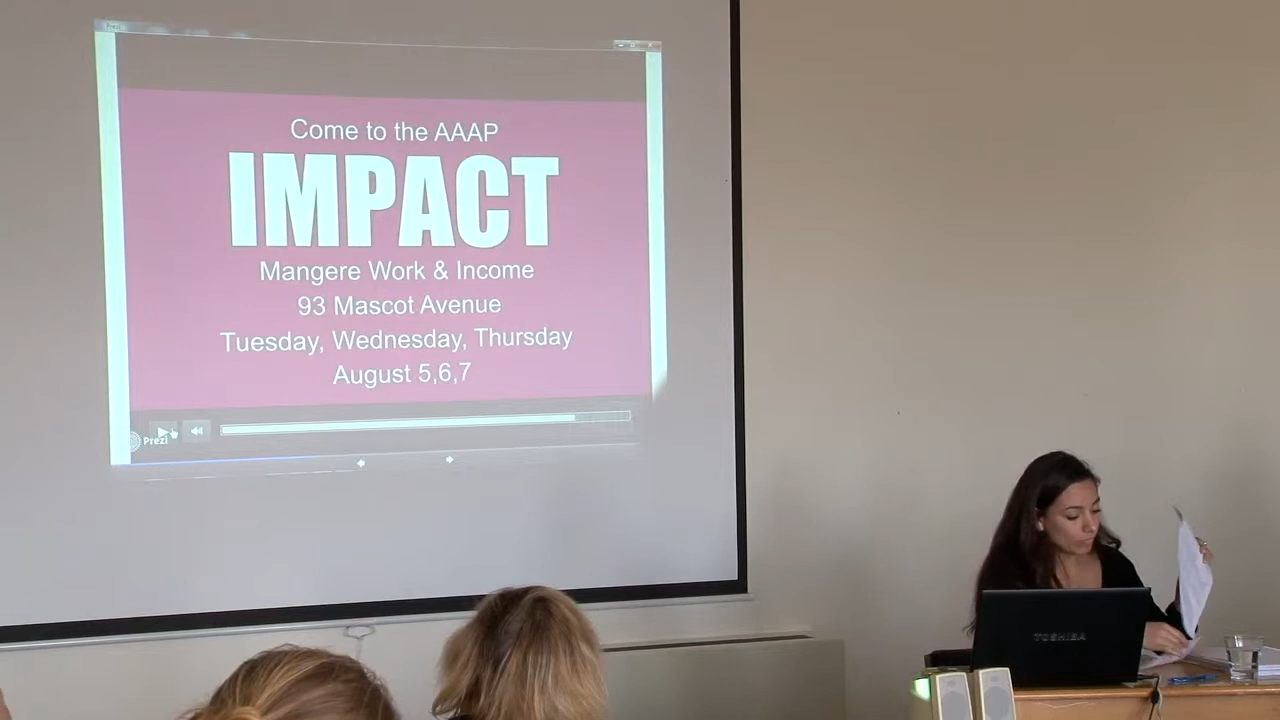 Prezi
Come to the AAAP
IMPACT
Mangere Work & Income
93 Mascot Avenue
Tuesday, Wednesday, Thursday
August 5,6,7
Prezi
TOSHIBA